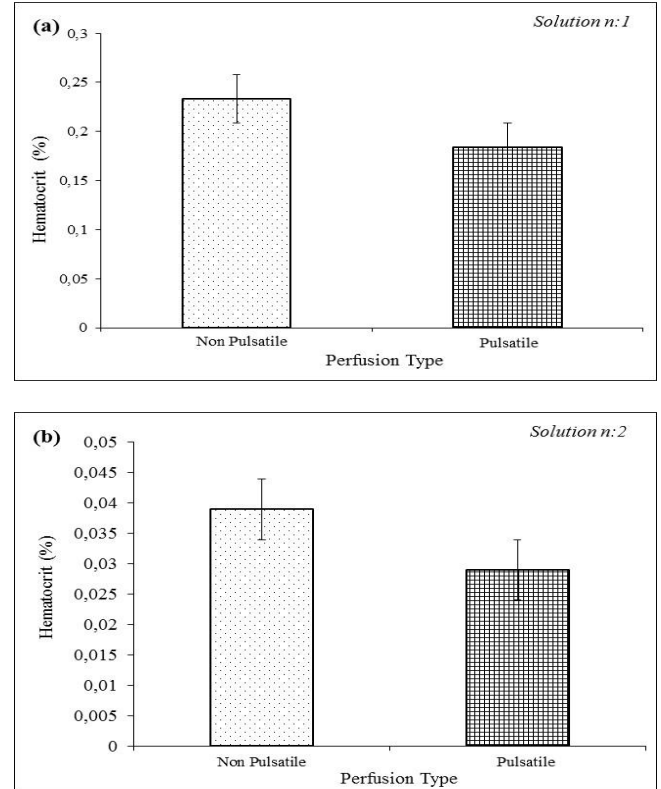 (a)
Solution n:1
0,3
0,25
0,2
0,15
0,1
0,05
0
Hematocrit (%)
Non Pulsatile
Pulsatile
Perfusion Type
(b)
Solution n:2
0,05
0,045
0,04
0,035
0,03
0,025
0,02
0,015
0,01
0,005
0
Hematocrit (%)
Non Pulsatile
Pulsatile
Perfusion Type